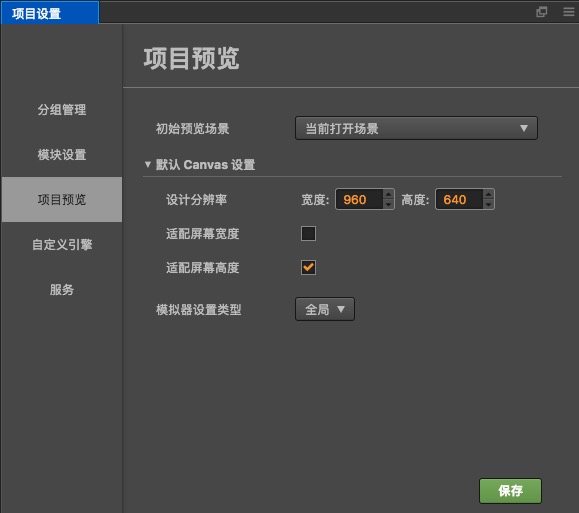 项目设置
项目预览
分组管理
模块设置
项目预览
自定义引擎
服务
初始预览场景 当前打开场景
默认 Canvas 设置
设计分辨率 宽度: 960 高度: 640
适配屏幕宽度
适配屏幕高度
模拟器设置类型 全局
保存